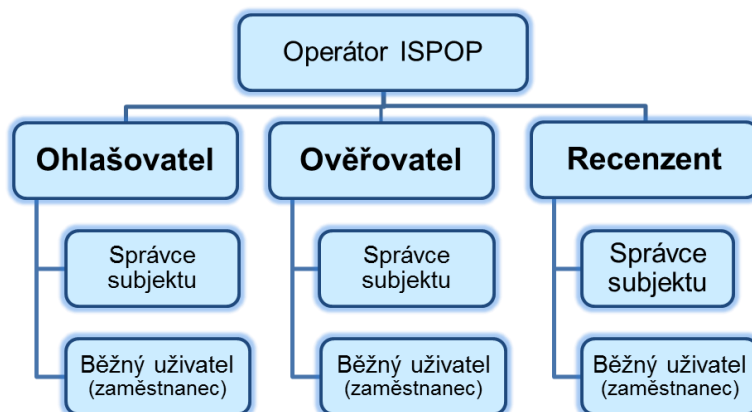 Operátor ISPOP
Ohlašovatel
Ověřovatel
Recenzent
Správce
subjektu
Správce
subjektu
Správce
subjektu
Běžný uživatel
(zaměstnanec)
Běžný uživatel
(zaměstnanec)
Běžný uživatel
(zaměstnanec)